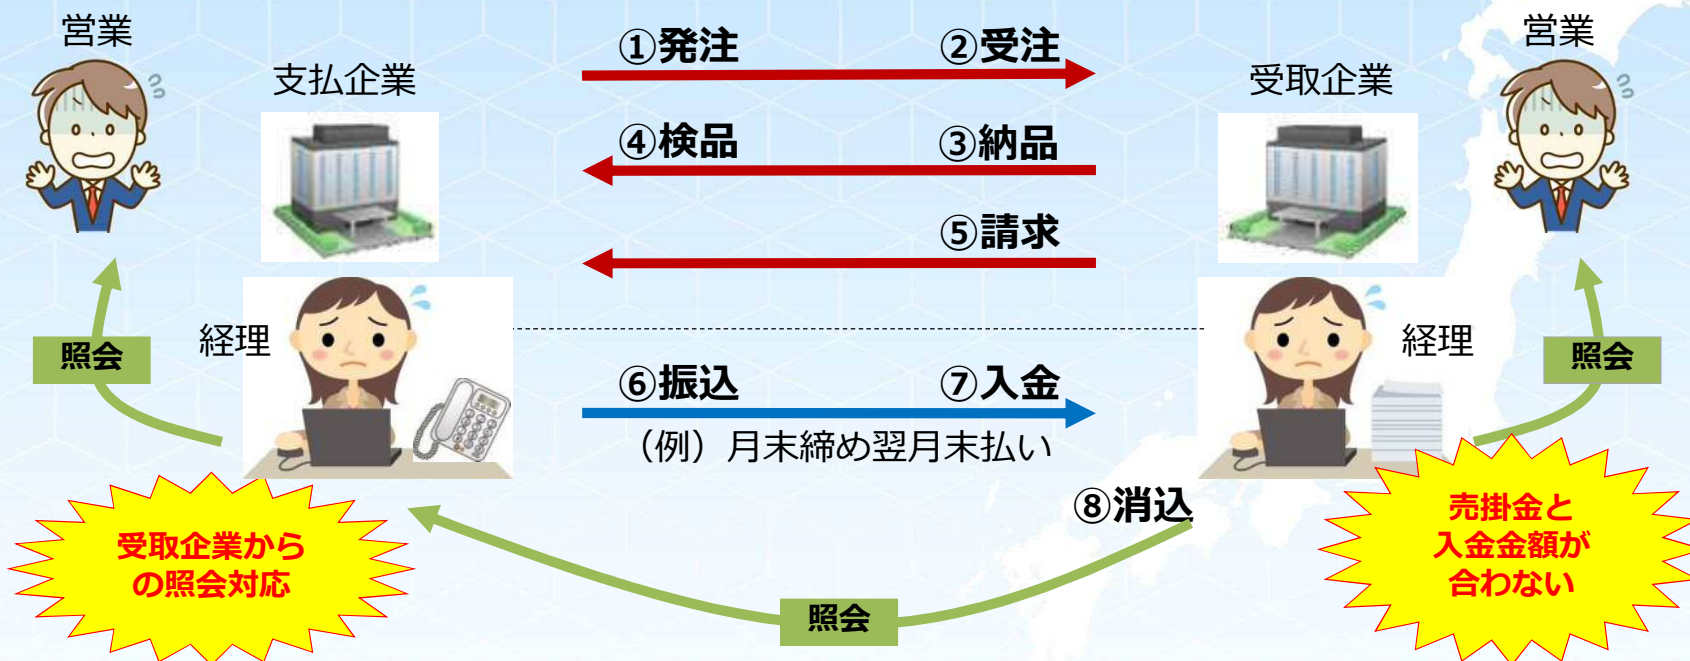 営業
営業
支払企業
①発注
②受注
受取企業
④検品
③納品
⑤請求
経理
経理
照会
照会
⑥振込
⑦入金
（例）月末締め翌月末払い
⑧消込
受取企業から
の照会対応
売掛金と
入金金額が
合わない
照会